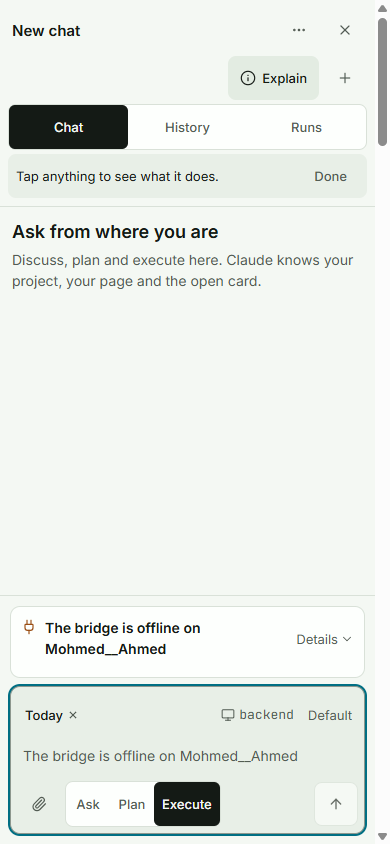 New chat
Explain
Chat
History
Runs
Tap anything to see what it does.
Done
Ask from where you are
Discuss, plan and execute here. Claude knows your
project, your page and the open card.
The bridge is offline on
Mohmed__Ahmed
Details
Today
backend
Default
The bridge is offline on Mohmed__Ahmed
Ask
Plan
Execute